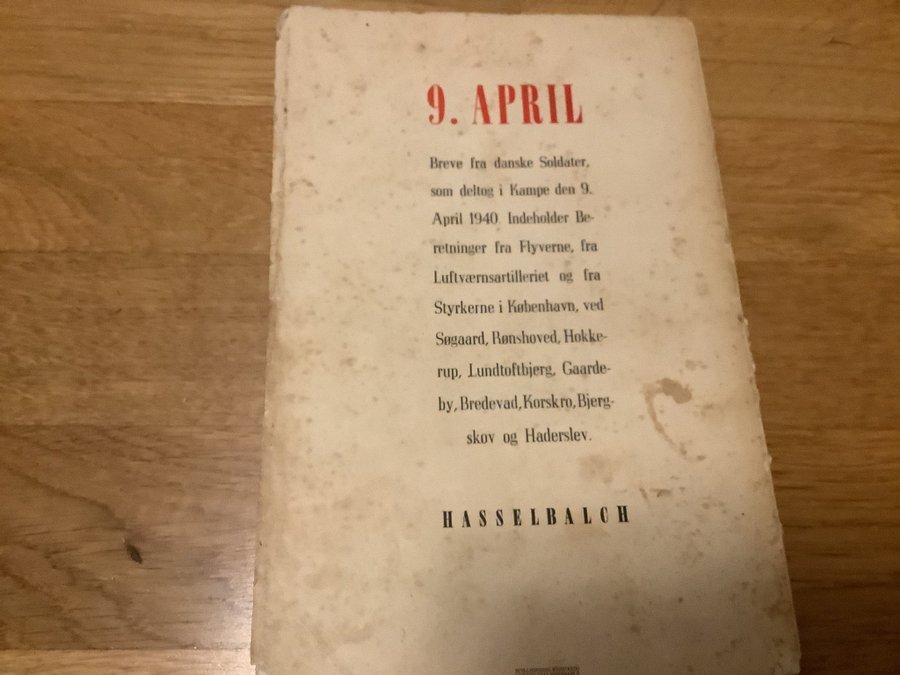 9. APRIL
Breve fra danske Soldater,
som deltog i Kampe den 9.
April 1940. Indeholder Be-
retninger fra Flyverne, fra
Luftværnsartilleriet og fra
Styrkerne i København, ved
Søgaard, Rønshoved, Hokke-
rup, Lundtoftbjerg, Gaarde-
by, Bredevad, Korskro, Bjerg-
skov og Haderslev.
HASSELBALCH